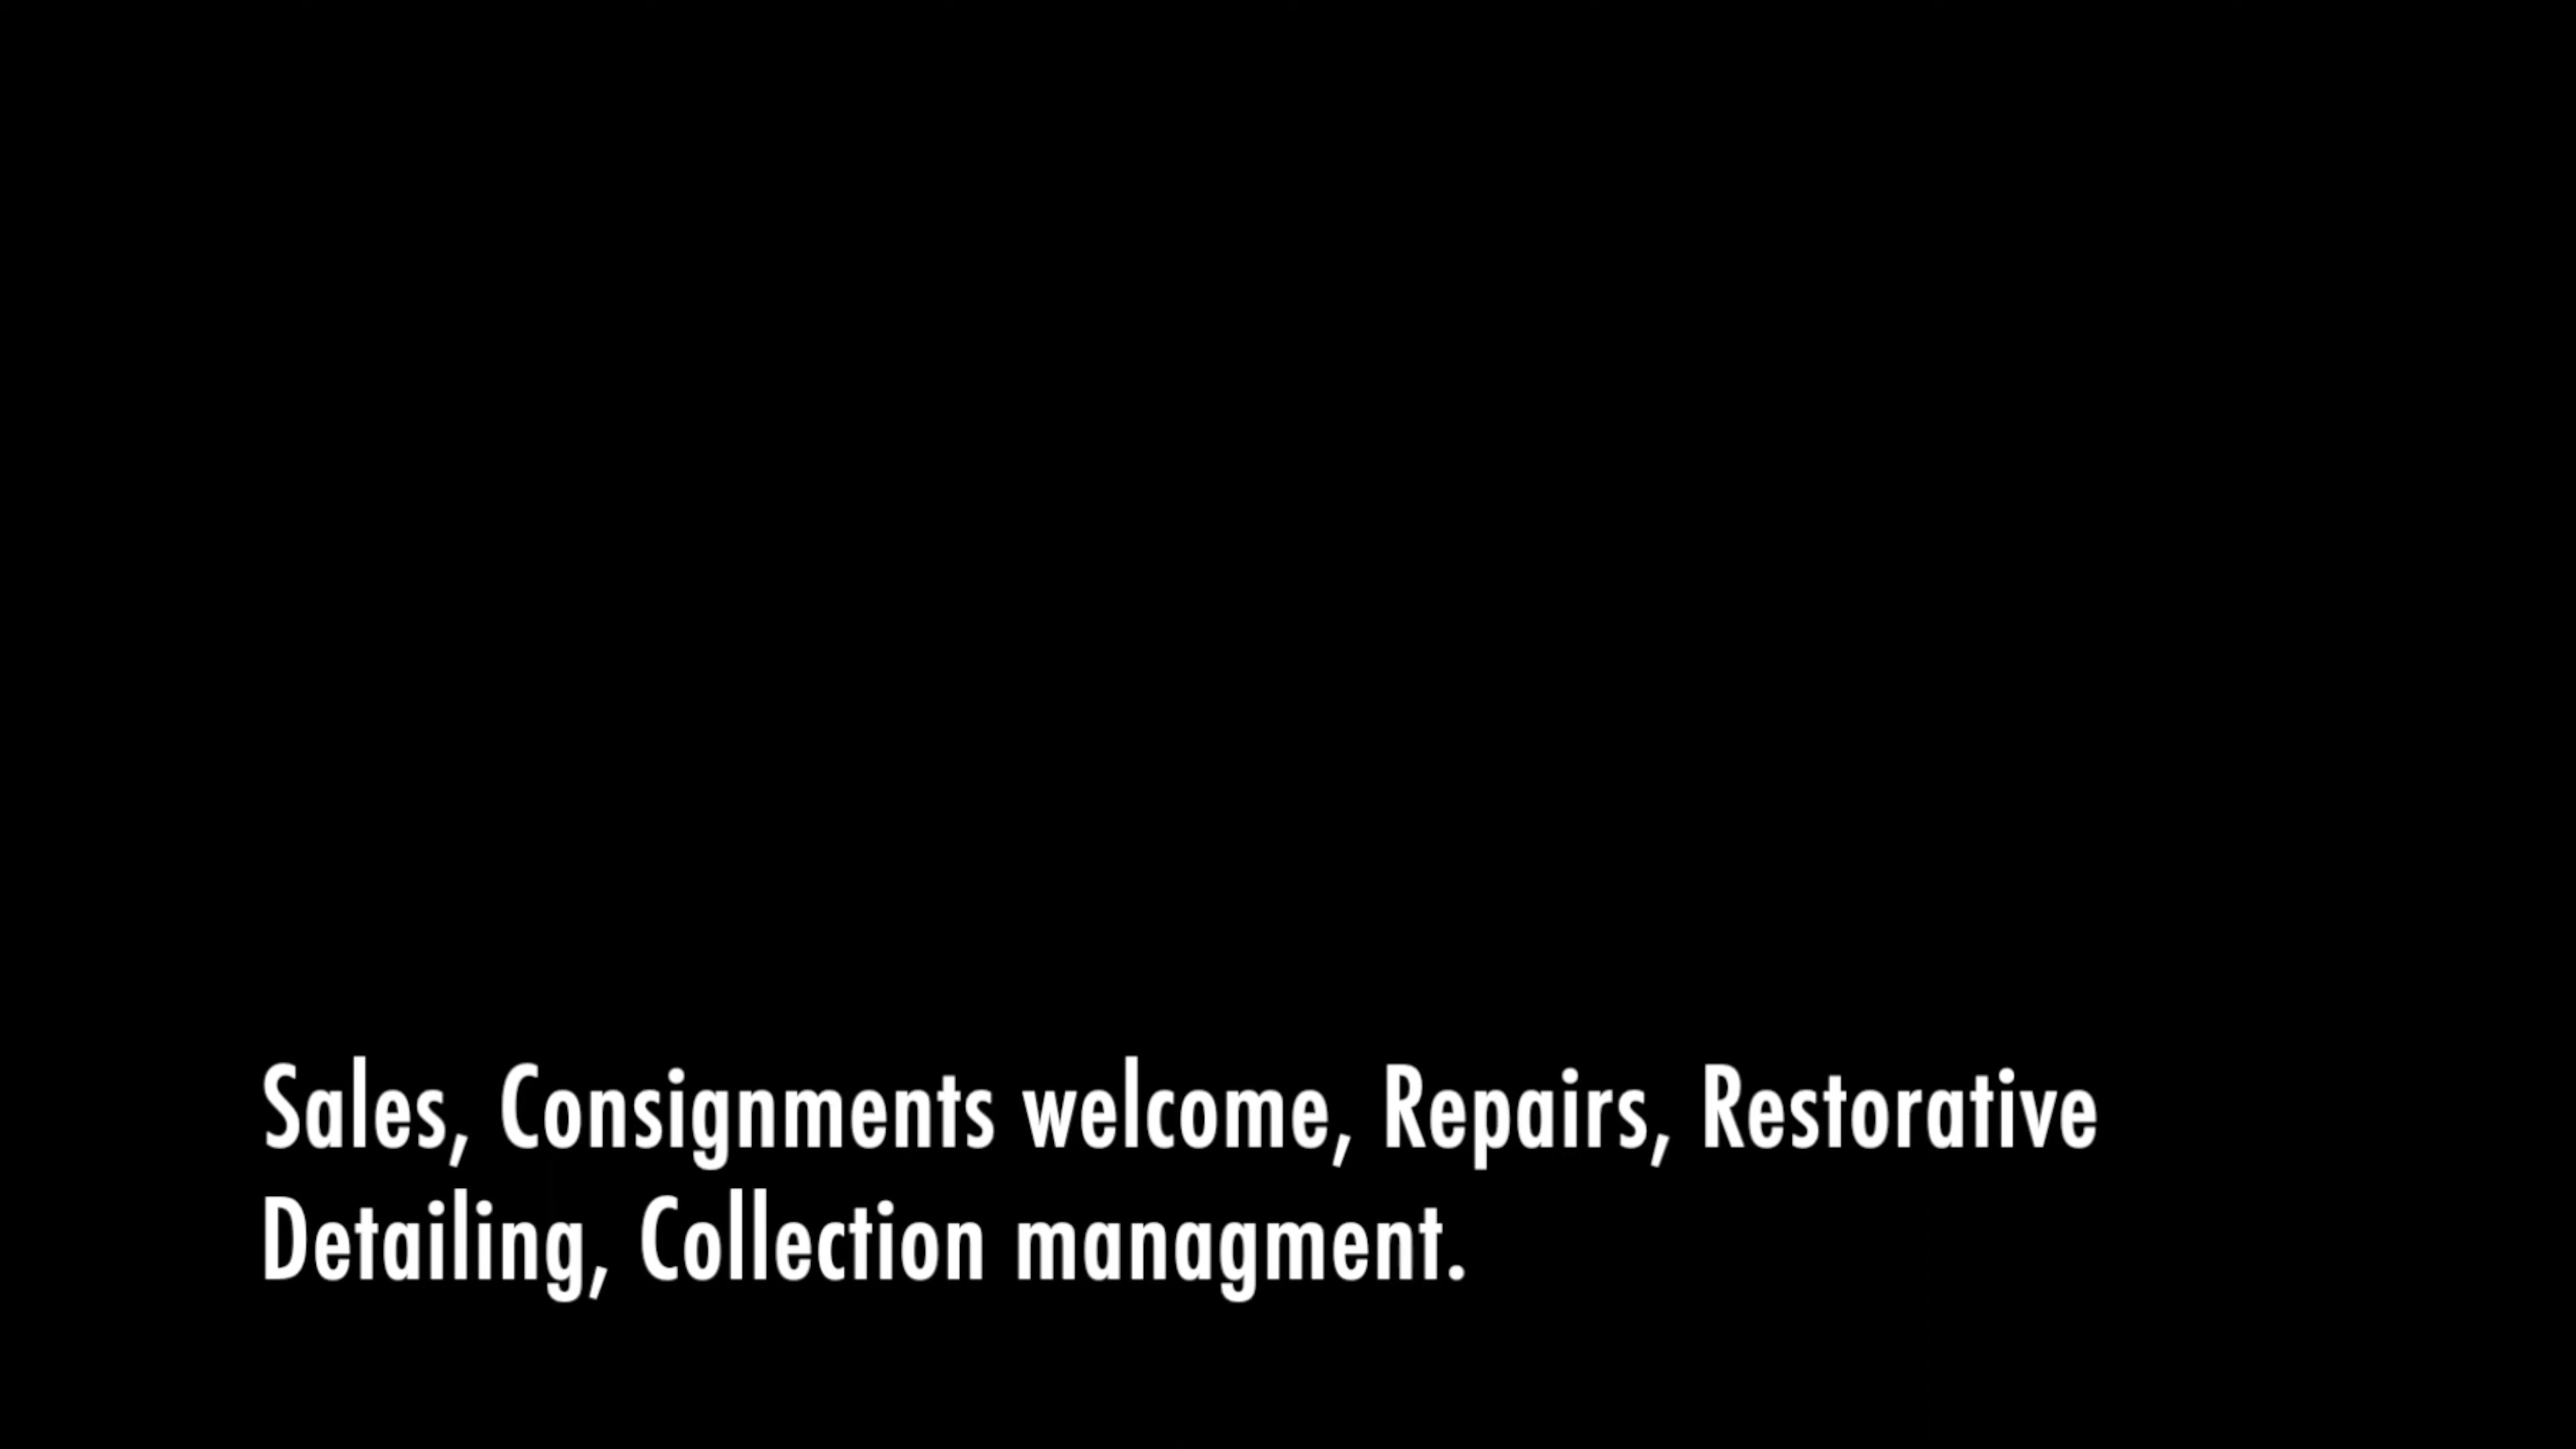 Sales, Consignments welcome, Repairs, Restorative
Detailing, Collection managment.